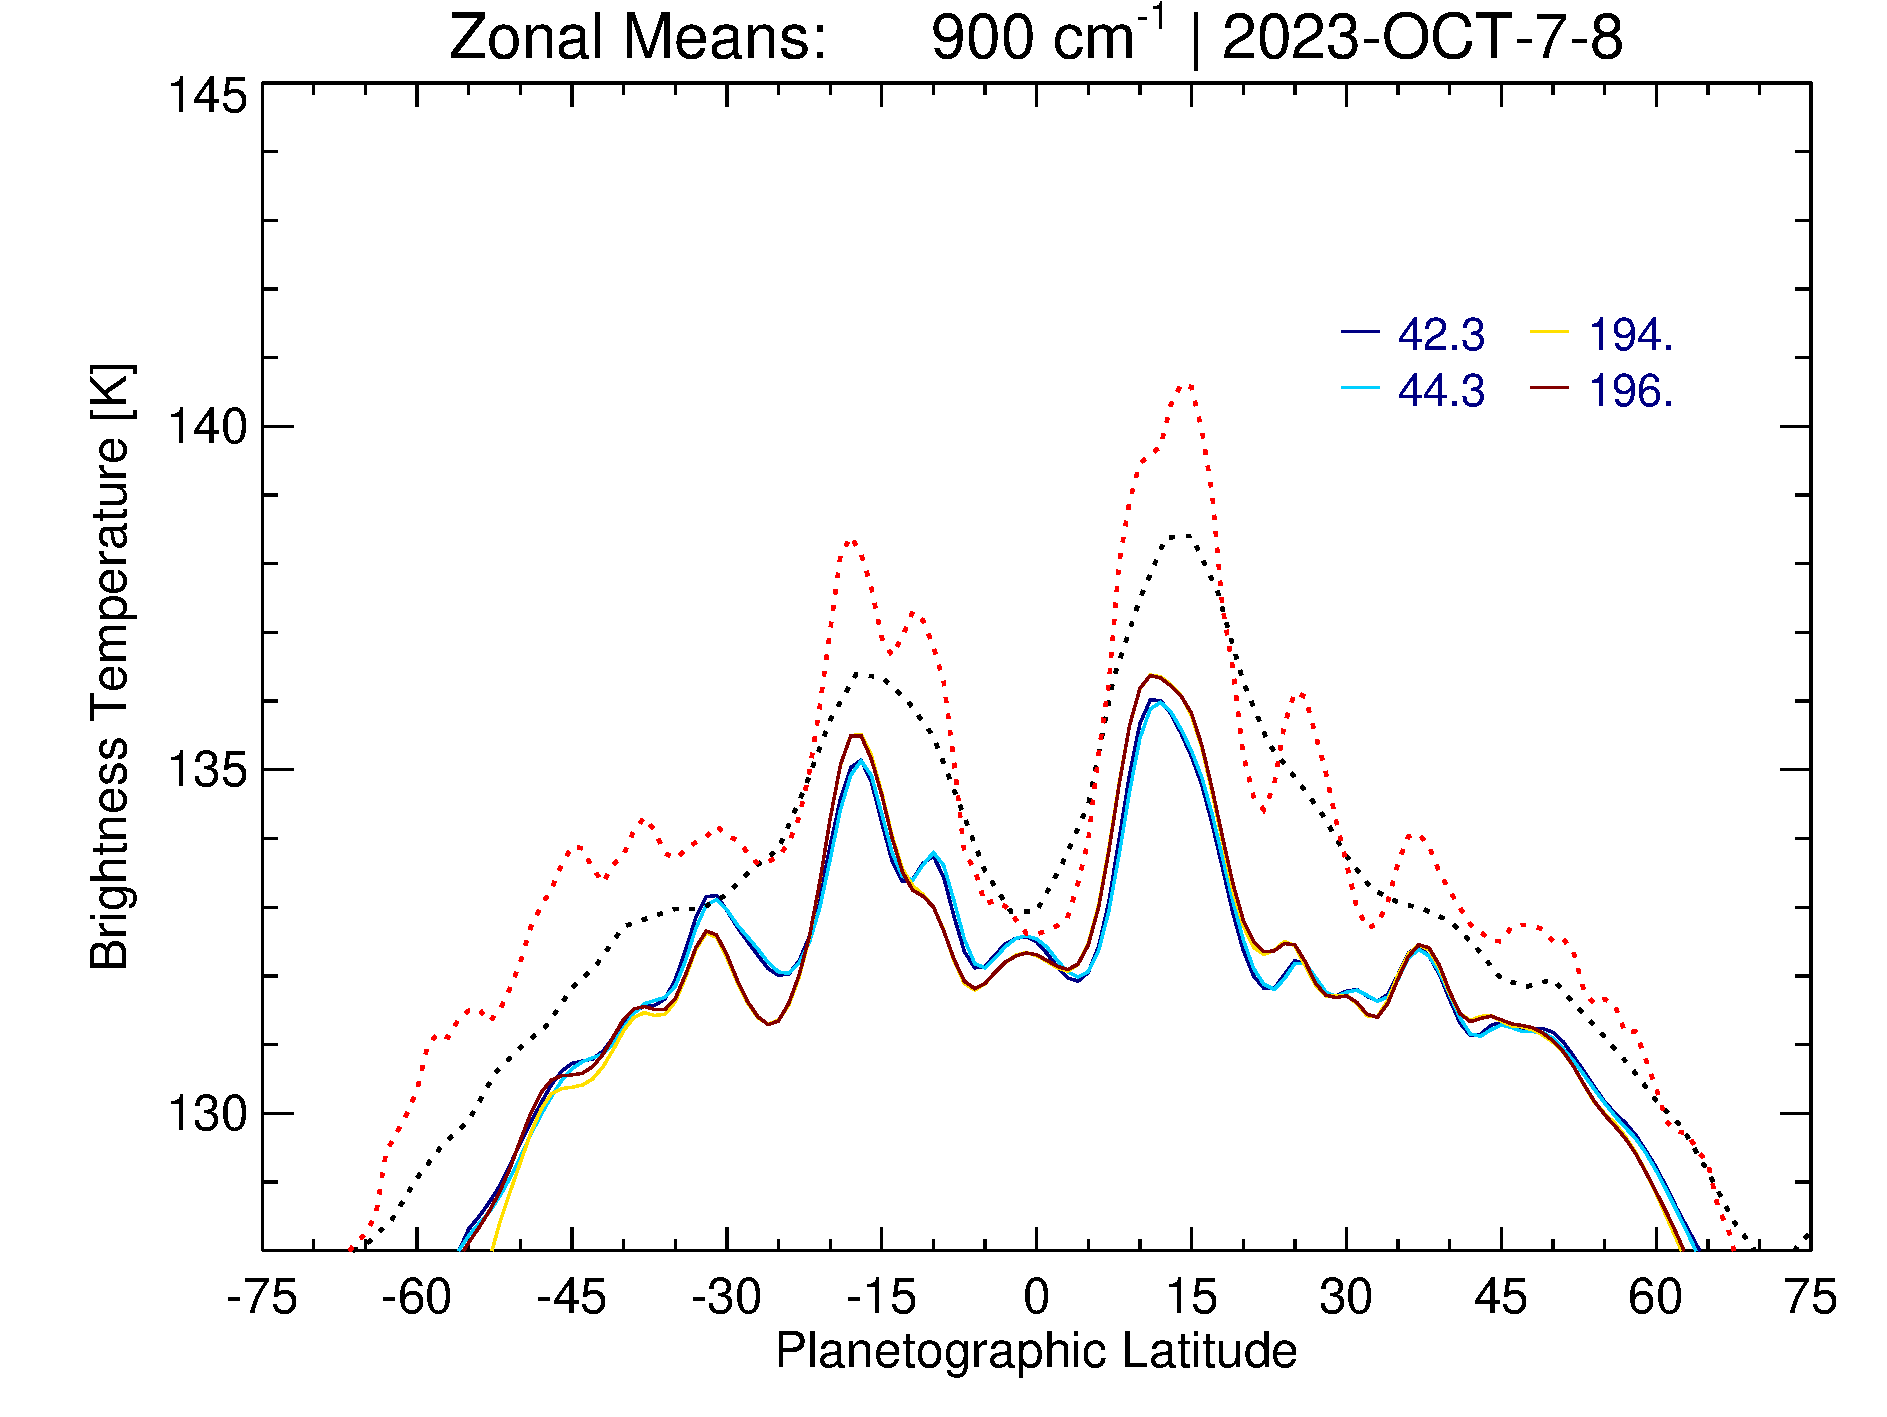 Zonal Means: 900 cm-1 | 2023-OCT-7-8
145
140
135
130
Brightness Temperature [K]
42.3 194.
44.3 196.
-75 -60 -45 -30 -15 0 15 30 45 60 75
Planetographic Latitude